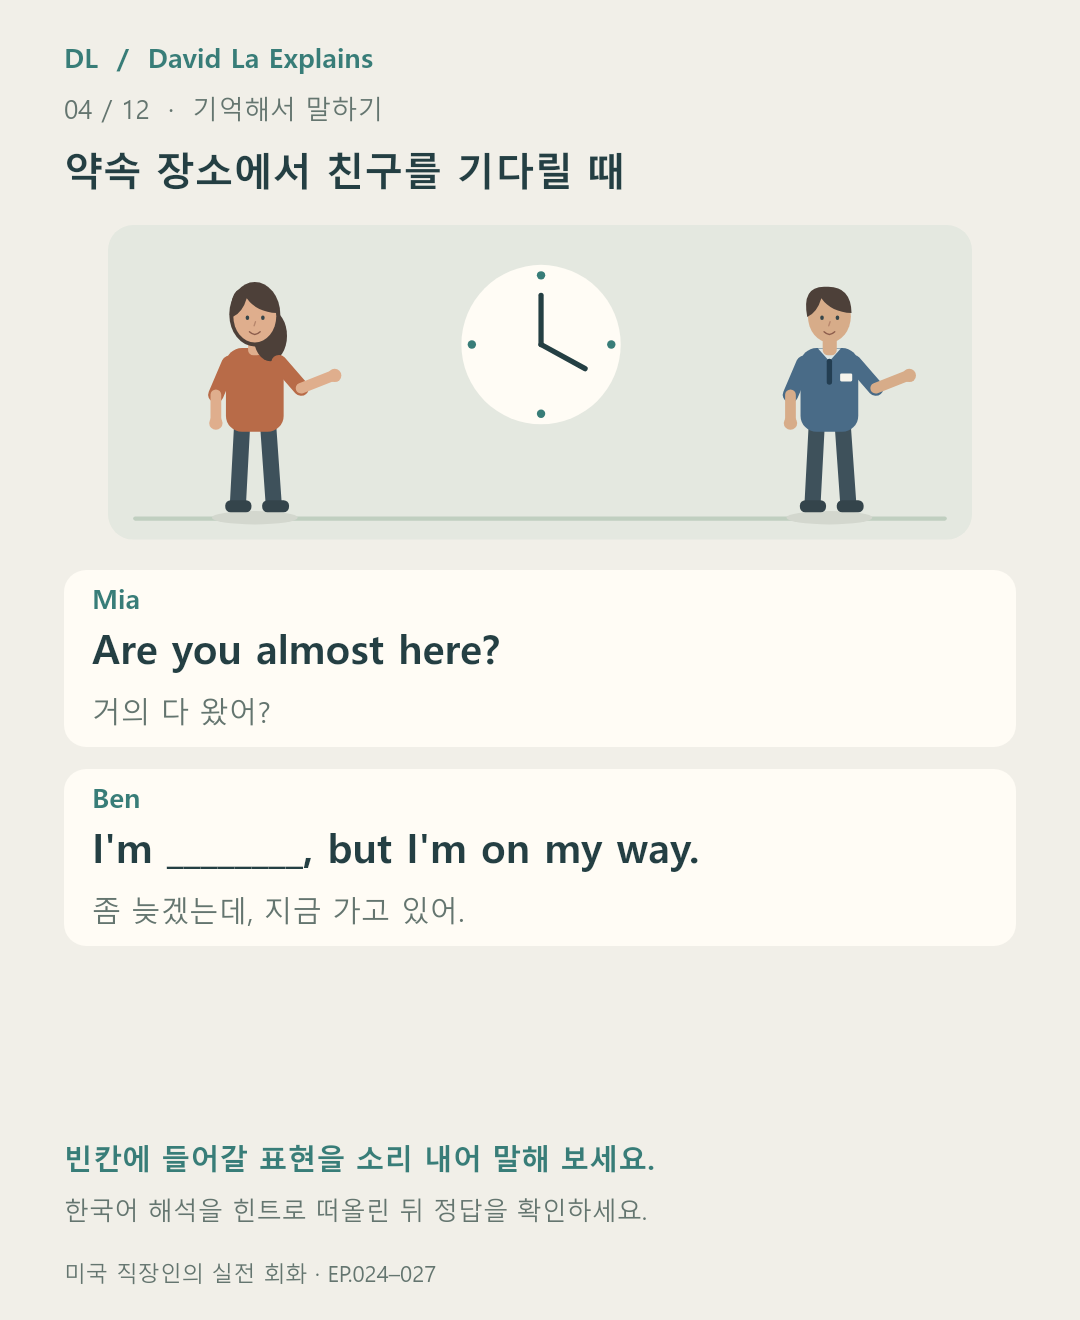 DL / David La Explains
04 / 12 · 기억해서 말하기
약속 장소에서 친구를 기다릴 때
Mia
Are you almost here?
거의 다 왔어?
Ben
I'm ________, but I'm on my way.
좀 늦겠는데, 지금 가고 있어.
빈칸에 들어갈 표현을 소리 내어 말해 보세요.
한국어 해석을 힌트로 떠올린 뒤 정답을 확인하세요.
미국 직장인의 실전 회화 · EP.024–027